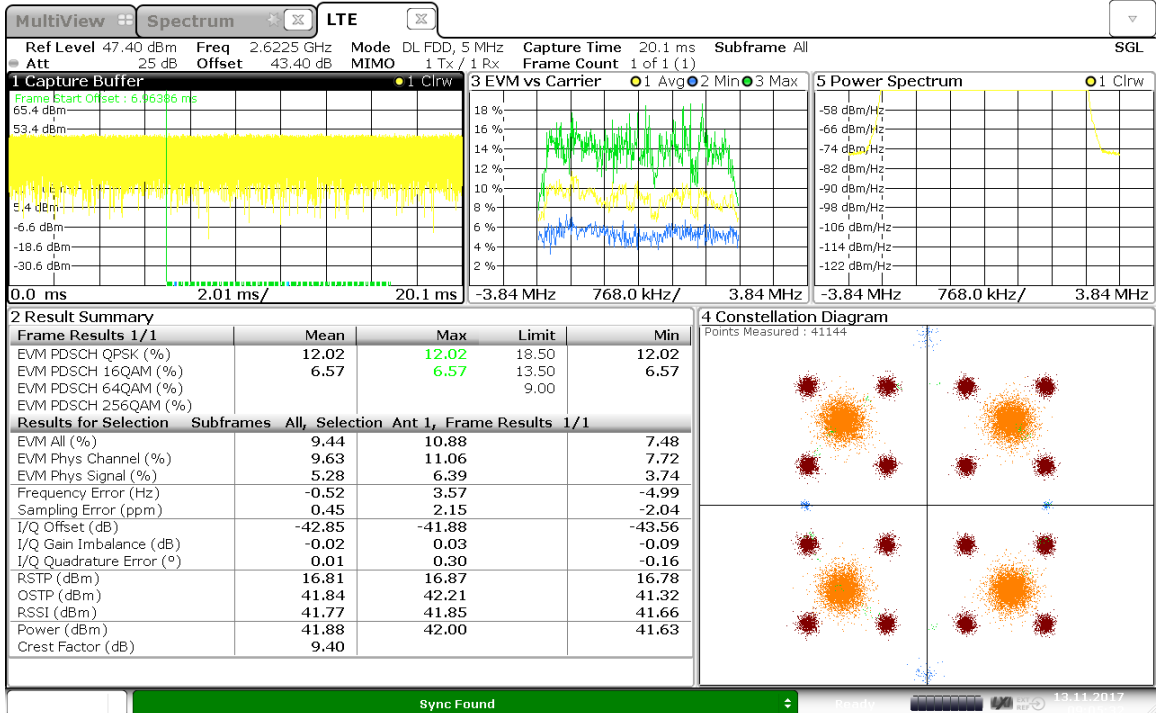 MultiView Spectrum LTE
Ref Level 47.40 dBm Freq 2.6225 GHz Mode DL FDD, 5 MHz Capture Time 20.1 ms Subframe All SGL
Att 25 dB Offset 43.40 dB MIMO 1 Tx / 1 Rx Frame Count 1 of 1 (1)
1 Capture Buffer 1 Clrw
Frame Start Offset : 6.96386 ms
65.4 dBm
53.4 dBm
5.4 dBm
-6.6 dBm
-18.6 dBm
-30.6 dBm
0.0 ms 2.01 ms/ 20.1 ms
3 EVM vs Carrier 1 Avg 2 Min 3 Max
18 %
16 %
14 %
12 %
10 %
8 %
6 %
4 %
2 %
-3.84 MHz 768.0 kHz/ 3.84 MHz
5 Power Spectrum 1 Clrw
-58 dBm/Hz
-66 dBm/Hz
-74 dBm/Hz
-82 dBm/Hz
-90 dBm/Hz
-98 dBm/Hz
-106 dBm/Hz
-114 dBm/Hz
-122 dBm/Hz
-3.84 MHz 768.0 kHz/ 3.84 MHz
2 Result Summary
Frame Results 1/1 Mean Max Limit Min
EVM PDSCH QPSK (%) 12.02 12.02 18.50 12.02
EVM PDSCH 16QAM (%) 6.57 6.57 13.50 6.57
EVM PDSCH 64QAM (%) 9.00
EVM PDSCH 256QAM (%)
Results for Selection Subframes All, Selection Ant 1, Frame Results 1/1
EVM All (%) 9.44 10.88 7.48
EVM Phys Channel (%) 9.63 11.06 7.72
EVM Phys Signal (%) 5.28 6.39 3.74
Frequency Error (Hz) -0.52 3.57 -4.99
Sampling Error (ppm) 0.45 2.15 -2.04
I/Q Offset (dB) -42.85 -41.88 -43.56
I/Q Gain Imbalance (dB) -0.02 0.03 -0.09
I/Q Quadrature Error (°) 0.01 0.30 -0.16
RSTP (dBm) 16.81 16.87 16.78
OSTP (dBm) 41.84 42.21 41.32
RSSI (dBm) 41.77 41.85 41.66
Power (dBm) 41.88 42.00 41.63
Crest Factor (dB) 9.40
4 Constellation Diagram
Points Measured : 41144
Sync Found
Ready
LXI
EXT
REF
13.11.2017